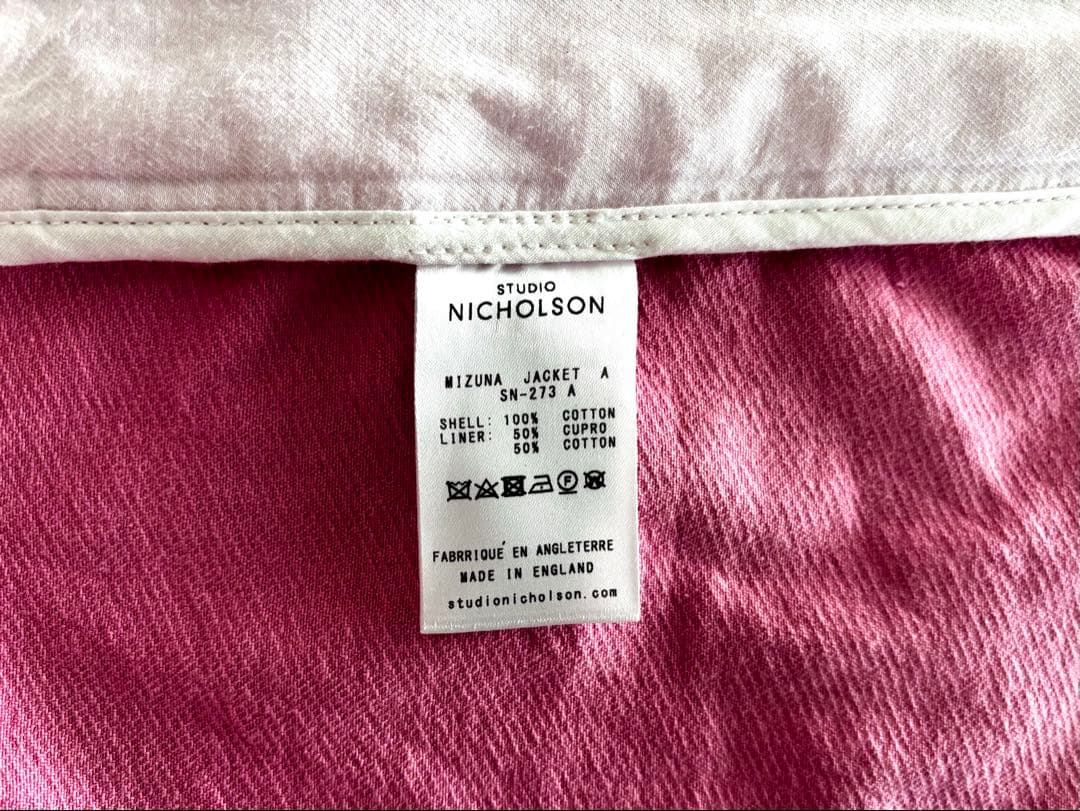 STUDIO
NICHOLSON
MIZUNA JACKET A
SN-273 A
SHELL: 100% COTTON
LINER: 50% CUPRO
50% COTTON
F
FABRRIQUÉ EN ANGLETERRE
MADE IN ENGLAND
studionicholson.com